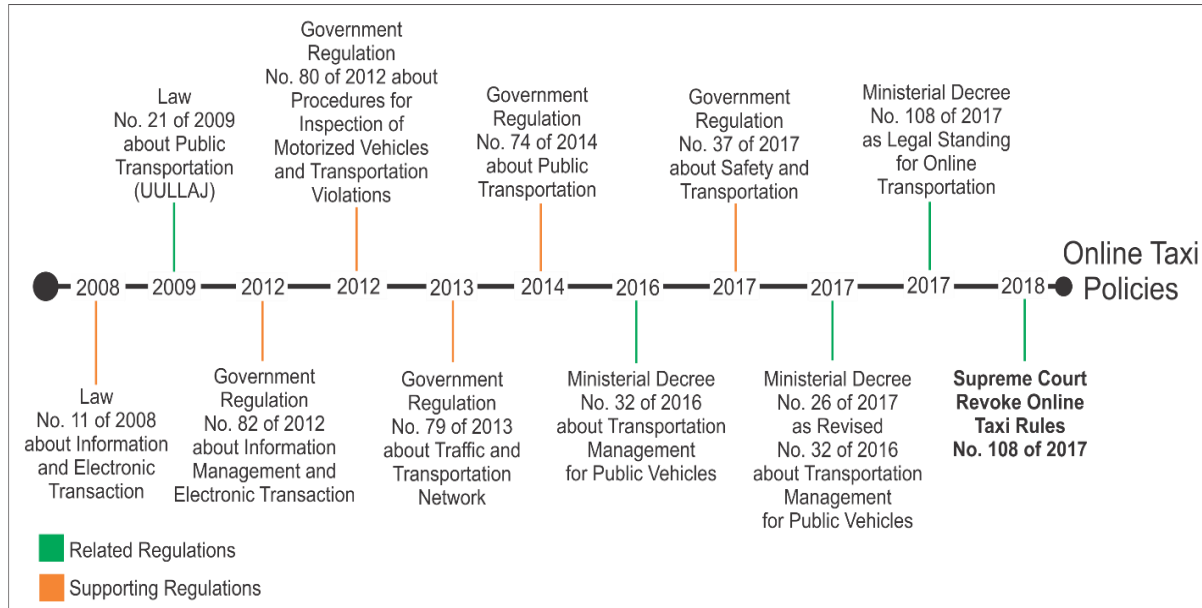 Law
No. 21 of 2009
about Public
Transportation
(UULLAJ)
Government
Regulation
No. 80 of 2012 about
Procedures for
Inspection of
Motorized Vehicles
and Transportation
Violations
Government
Regulation
No. 74 of 2014
about Public
Transportation
Government
Regulation
No. 37 of 2017
about Safety and
Transportation
Ministerial Decree
No. 108 of 2017
as Legal Standing
for Online
Transportation
2008 2009 2012 2012 2013 2014 2016 2017 2017 2017 2018
Online Taxi
Policies
Law
No. 11 of 2008
about Information
and Electronic
Transaction
Government
Regulation
No. 82 of 2012
about Information
Management and
Electronic Transaction
Government
Regulation
No. 79 of 2013
about Traffic and
Transportation
Network
Ministerial Decree
No. 32 of 2016
about Transportation
Management
for Public Vehicles
Ministerial Decree
No. 26 of 2017
as Revised
No. 32 of 2016
about Transportation
Management
for Public Vehicles
Supreme Court
Revoke Online
Taxi Rules
No. 108 of 2017
Related Regulations
Supporting Regulations